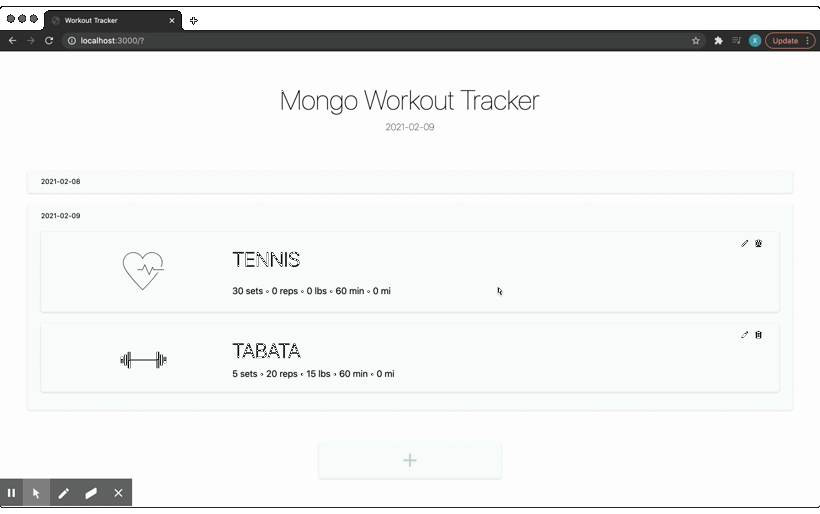 Workout Tracker
localhost:3000/?
X
Update
Mongo Workout Tracker
2021-02-09
2021-02-08
2021-02-09
TENNIS
30 sets • 0 reps • 0 lbs • 60 min • 0 mi
TABATA
5 sets • 20 reps • 15 lbs • 60 min • 0 mi